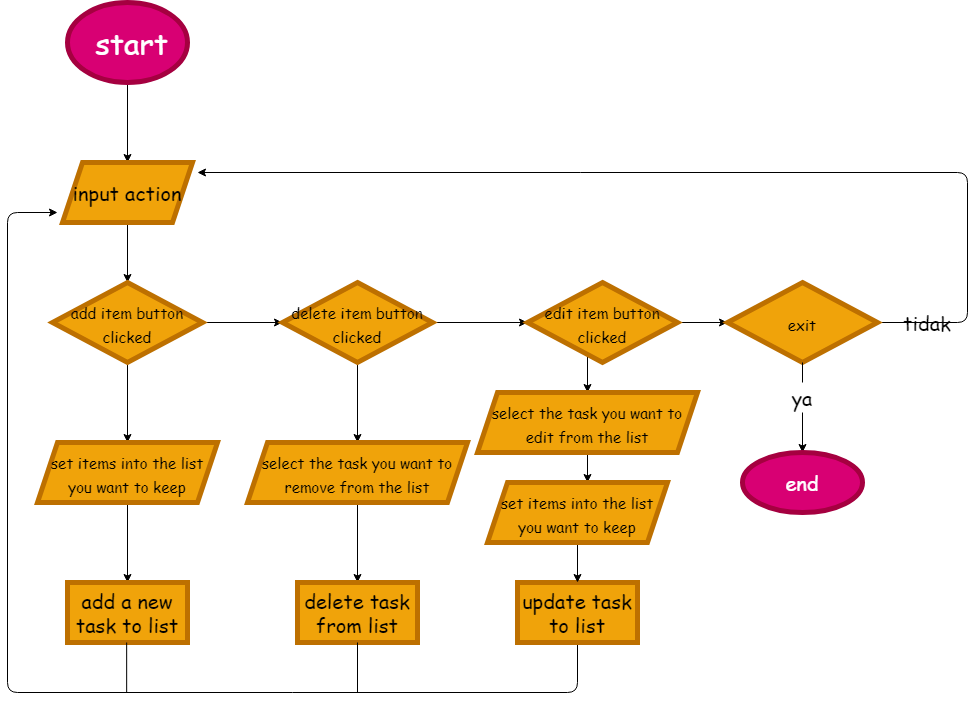 start
input action
add item button
clicked
delete item button
clicked
edit item button
clicked
exit
tidak
ya
select the task you want to
edit from the list
set items into the list
you want to keep
select the task you want to
remove from the list
end
set items into the list
you want to keep
add a new
task to list
delete task
from list
update task
to list